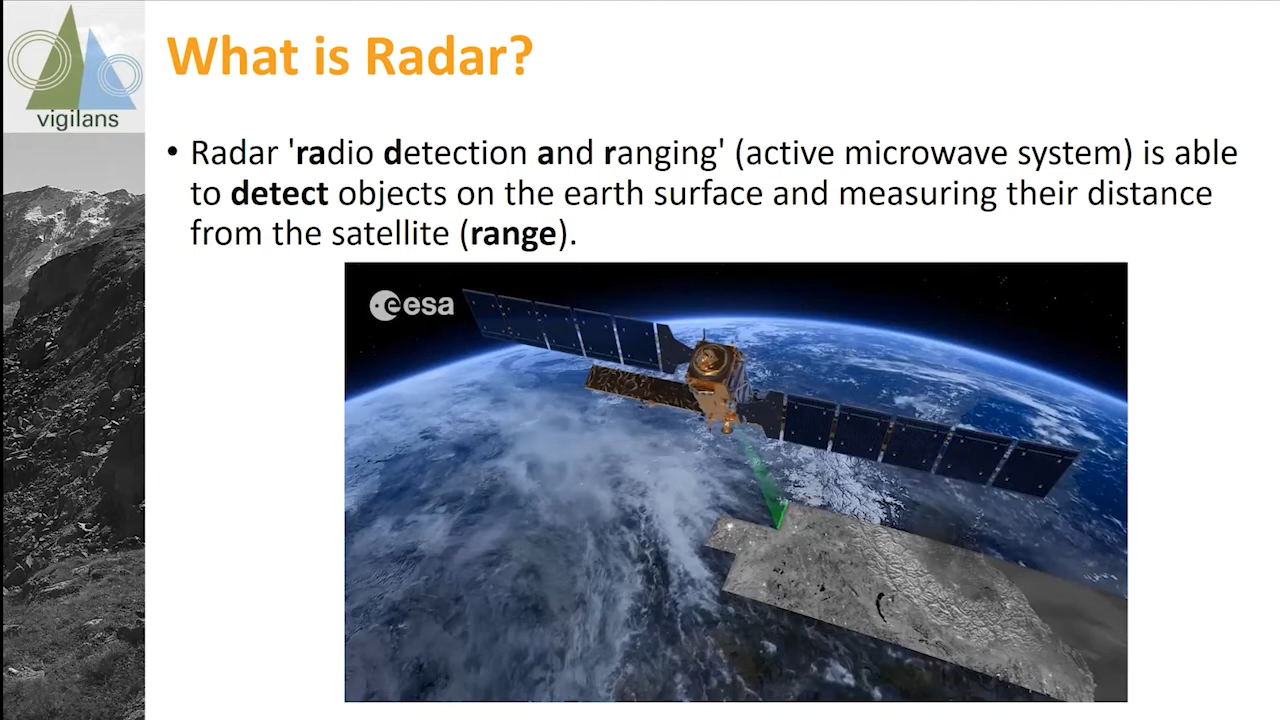 What is Radar?
vigilans
• Radar 'radio detection and ranging' (active microwave system) is able
to detect objects on the earth surface and measuring their distance
from the satellite (range).
esa